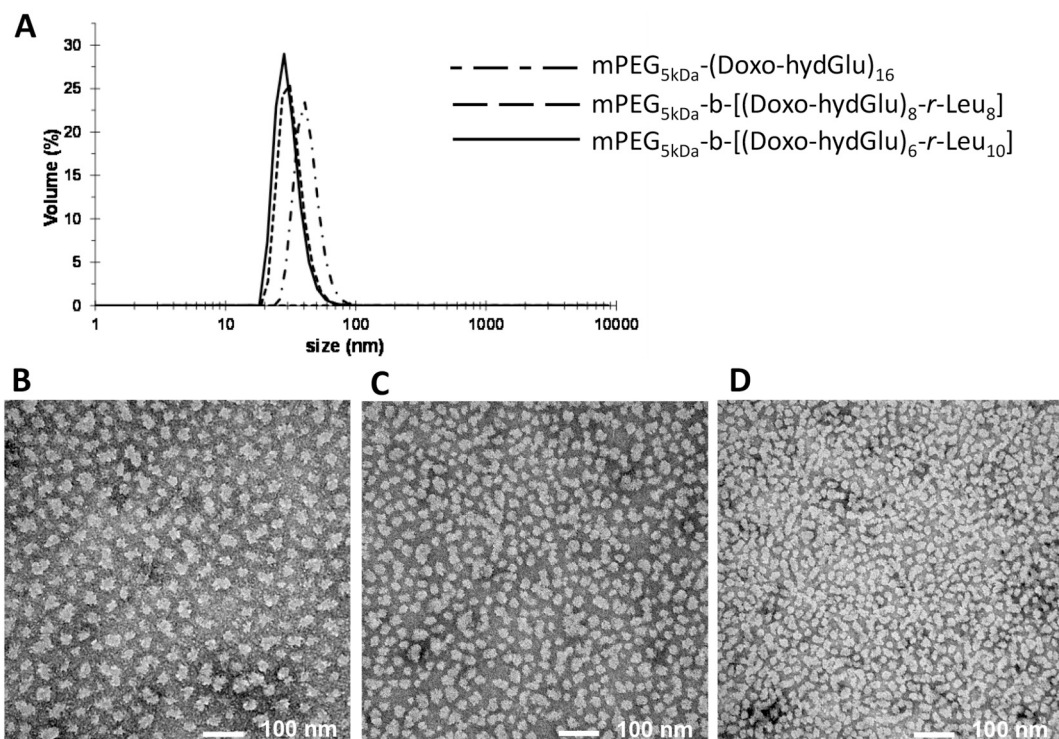 A
Volume (%)
30
25
20
15
10
5
0
1 10 100 1000 10000
size (nm)
mPEG5kDa-(Doxo-hydGlu)16
mPEG5kDa-b-[(Doxo-hydGlu)8-r-Leu8]
mPEG5kDa-b-[(Doxo-hydGlu)6-r-Leu10]
B
100 nm
C
100 nm
D
100 nm